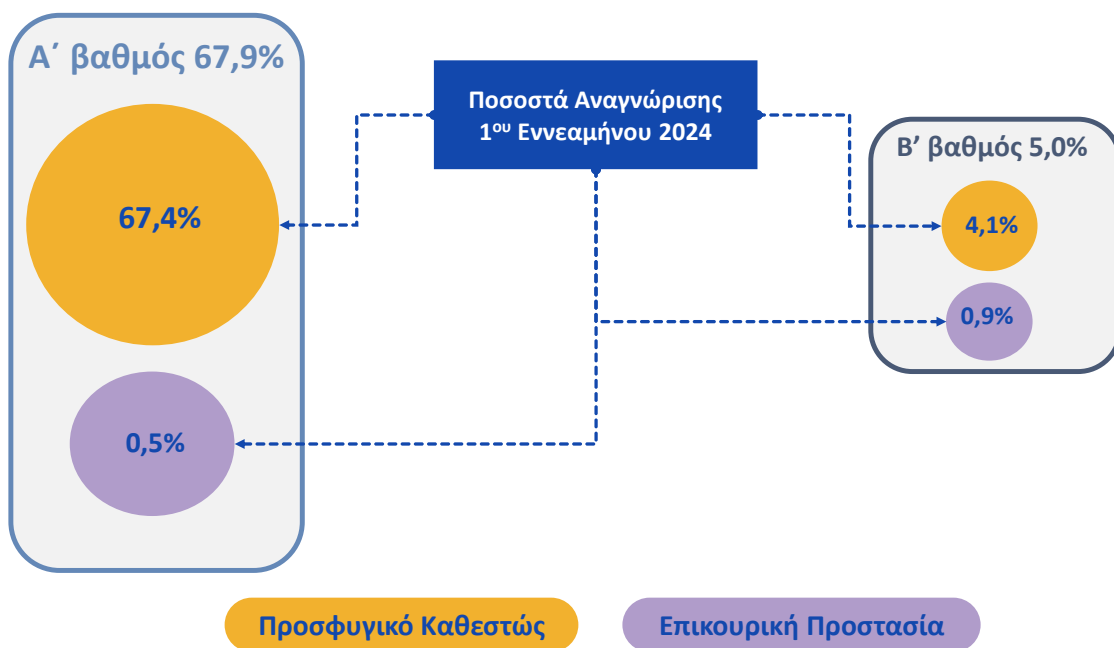 Α΄ βαθμός 67,9%
67,4%
0,5%
Ποσοστά Αναγνώρισης
1ου Εννεαμήνου 2024
Β’ βαθμός 5,0%
4,1%
0,9%
Προσφυγικό Καθεστώς
Επικουρική Προστασία